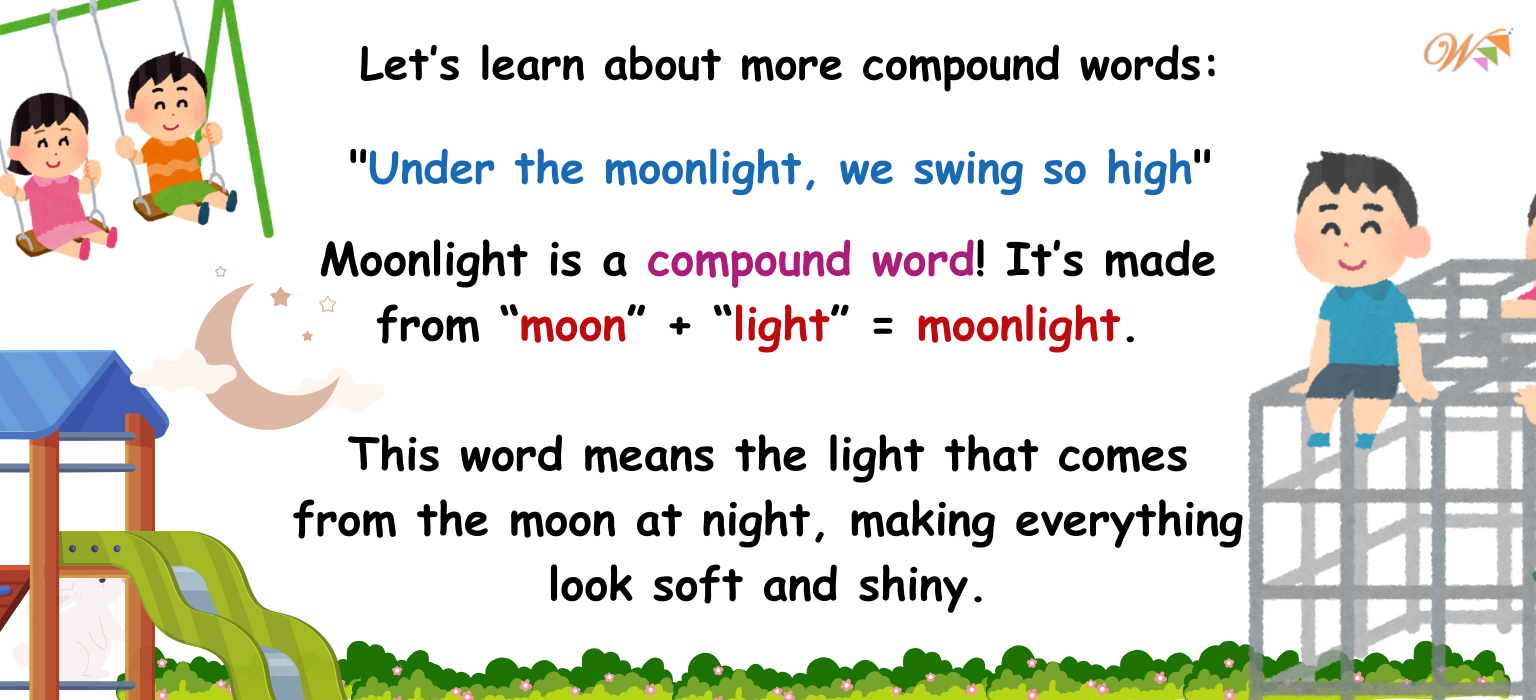 Let’s learn about more compound words:
"Under the moonlight, we swing so high"
Moonlight is a compound word! It’s made
from “moon” + “light” = moonlight.
This word means the light that comes
from the moon at night, making everything
look soft and shiny.
W